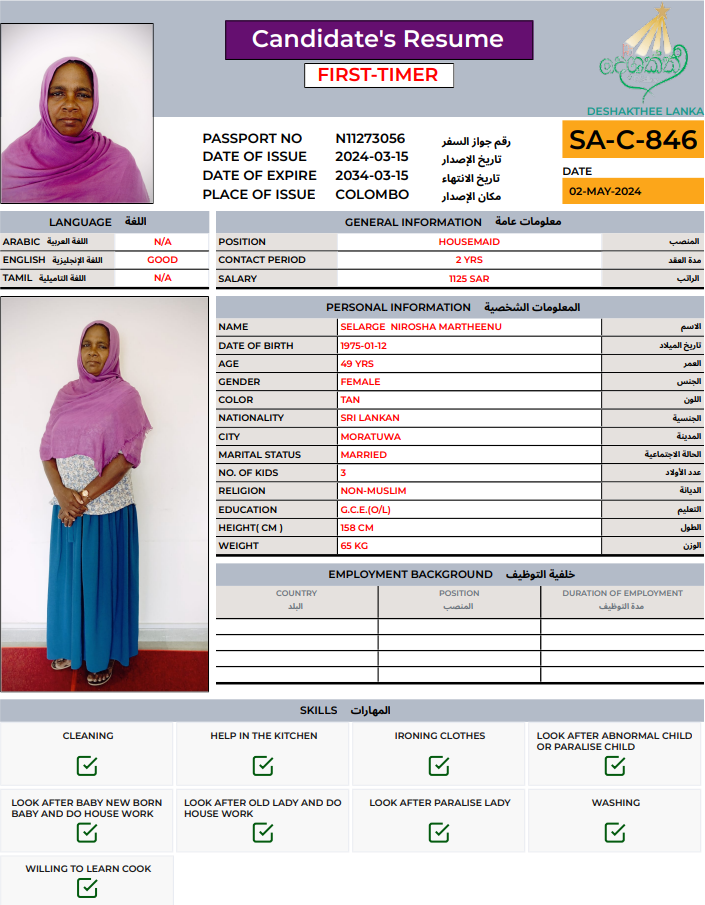 Candidate's Resume
FIRST-TIMER
දේශක්තී
DESHAKTHEE LANKA
PASSPORT NO N11273056 رقم جواز السفر
DATE OF ISSUE 2024-03-15 تاريخ الإصدار
DATE OF EXPIRE 2034-03-15 تاريخ الانتهاء
PLACE OF ISSUE COLOMBO مكان الإصدار
SA-C-846
DATE
02-MAY-2024
LANGUAGE اللغة
ARABIC اللغة العربية N/A
ENGLISH اللغة الإنجليزية GOOD
TAMIL اللغة التاميلية N/A
GENERAL INFORMATION معلومات عامة
POSITION HOUSEMAID المنصب
CONTACT PERIOD 2 YRS مدة العقد
SALARY 1125 SAR الراتب
PERSONAL INFORMATION المعلومات الشخصية
NAME SELARGE NIROSHA MARTHEENU الاسم
DATE OF BIRTH 1975-01-12 تاريخ الميلاد
AGE 49 YRS العمر
GENDER FEMALE الجنس
COLOR TAN اللون
NATIONALITY SRI LANKAN الجنسية
CITY MORATUWA المدينة
MARITAL STATUS MARRIED الحالة الاجتماعية
NO. OF KIDS 3 عدد الأولاد
RELIGION NON-MUSLIM الديانة
EDUCATION G.C.E.(O/L) التعليم
HEIGHT( CM ) 158 CM الطول
WEIGHT 65 KG الوزن
EMPLOYMENT BACKGROUND خلفية التوظيف
COUNTRY POSITION DURATION OF EMPLOYMENT
البلد المنصب مدة التوظيف
SKILLS المهارات
CLEANING
HELP IN THE KITCHEN
IRONING CLOTHES
LOOK AFTER ABNORMAL CHILD
OR PARALISE CHILD
LOOK AFTER BABY NEW BORN
BABY AND DO HOUSE WORK
LOOK AFTER OLD LADY AND DO
HOUSE WORK
LOOK AFTER PARALISE LADY
WASHING
WILLING TO LEARN COOK